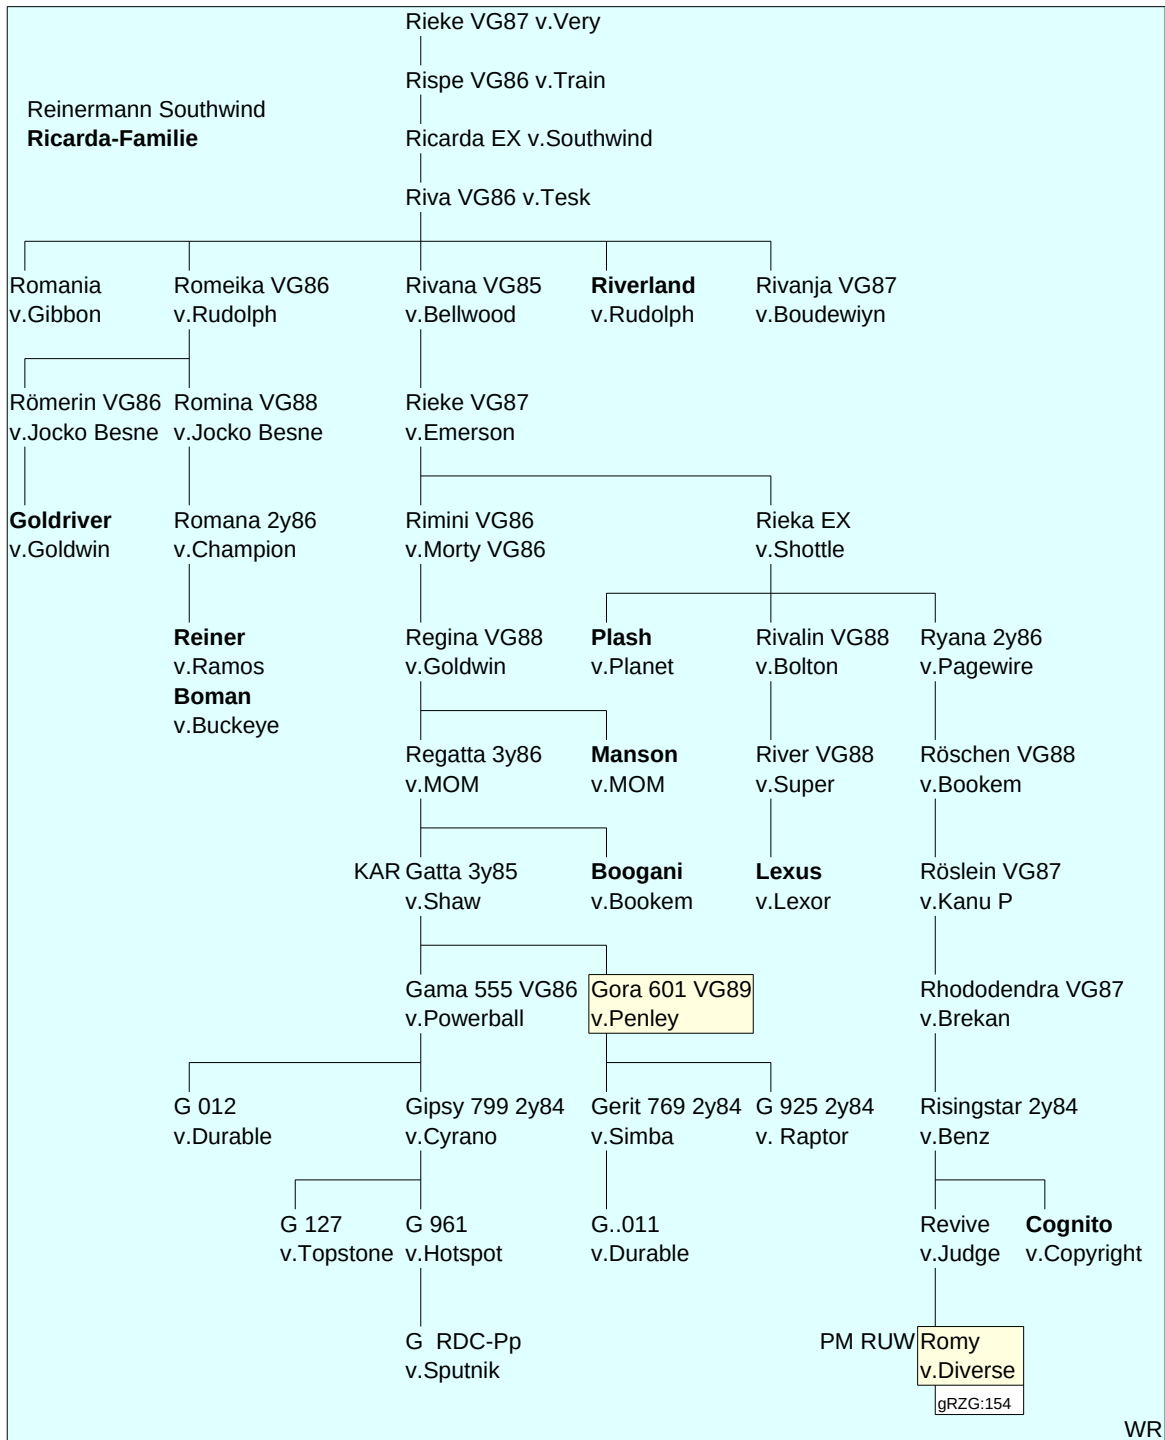 Rieke VG87 v.Very
Rispe VG86 v.Train
Reinermann Southwind
Ricarda-Familie
Ricarda EX v.Southwind
Riva VG86 v.Tesk
Romania
v.Gibbon
Romeika VG86
v.Rudolph
Rivana VG85
v.Bellwood
Riverland
v.Rudolph
Rivanja VG87
v.Boudewiyn
Römerin VG86
v.Jocko Besne
Romina VG88
v.Jocko Besne
Rieke VG87
v.Emerson
Goldriver
v.Goldwin
Romana 2y86
v.Champion
Rimini VG86
v.Morty VG86
Rieka EX
v.Shottle
Reiner
v.Ramos
Boman
v.Buckeye
Regina VG88
v.Goldwin
Plash
v.Planet
Rivalin VG88
v.Bolton
Ryana 2y86
v.Pagewire
Regatta 3y86
v.MOM
Manson
v.MOM
River VG88
v.Super
Röschen VG88
v.Bookem
KAR Gatta 3y85
v.Shaw
Boogani
v.Bookem
Lexus
v.Lexor
Röslein VG87
v.Kanu P
Gama 555 VG86
v.Powerball
Gora 601 VG89
v.Penley
Rhododendra VG87
v.Brekan
G 012
v.Durable
Gipsy 799 2y84
v.Cyrano
Gerit 769 2y84
v.Simba
G 925 2y84
v. Raptor
Risingstar 2y84
v.Benz
G 127
v.Topstone
G 961
v.Hotspot
G..011
v.Durable
Revive
v.Judge
Cognito
v.Copyright
G  RDC-Pp
v.Sputnik
PM RUW Romy
v.Diverse
gRZG:154
WR